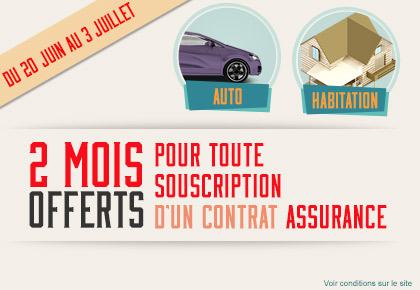 DU 20 JUIN AU 3 JUILLET
AUTO
HABITATION
2 MOIS
OFFERTS
POUR TOUTE
SOUSCRIPTION
D'UN CONTRAT ASSURANCE
Voir conditions sur le site